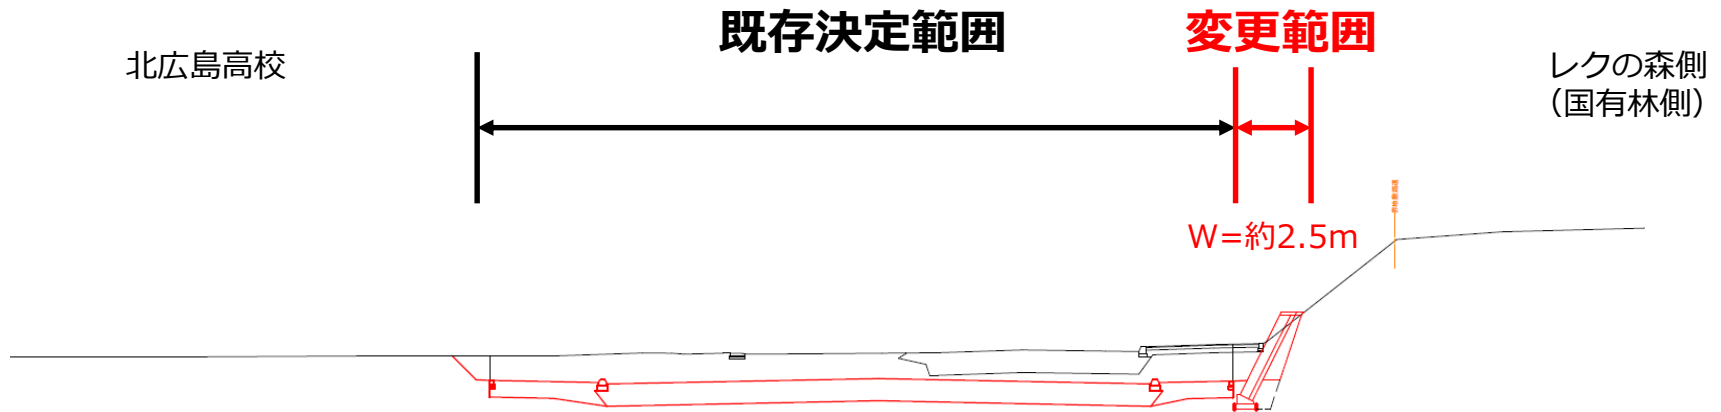 既存決定範囲
変更範囲
北広島高校
レクの森側
（国有林側）
W=約2.5m